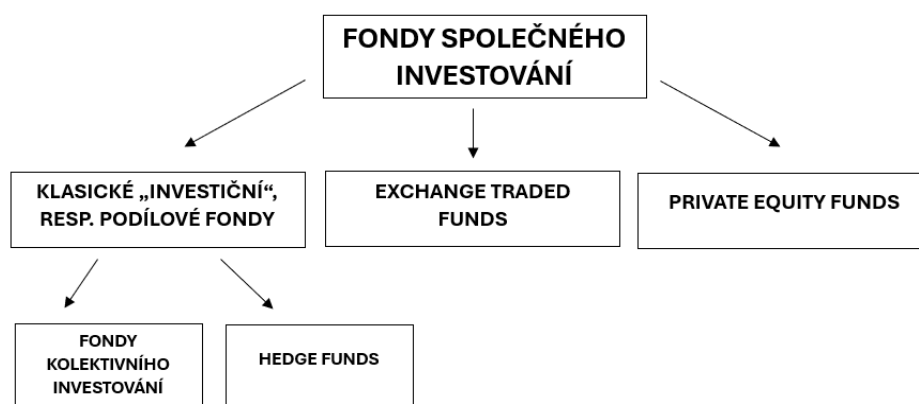 FONDY SPOLEČNÉHO
INVESTOVÁNÍ
KLASICKÉ „INVESTIČNÍ“,
RESP. PODÍLOVÉ FONDY
EXCHANGE TRADED
FUNDS
PRIVATE EQUITY FUNDS
FONDY
KOLEKTIVNÍHO
INVESTOVÁNÍ
HEDGE FUNDS